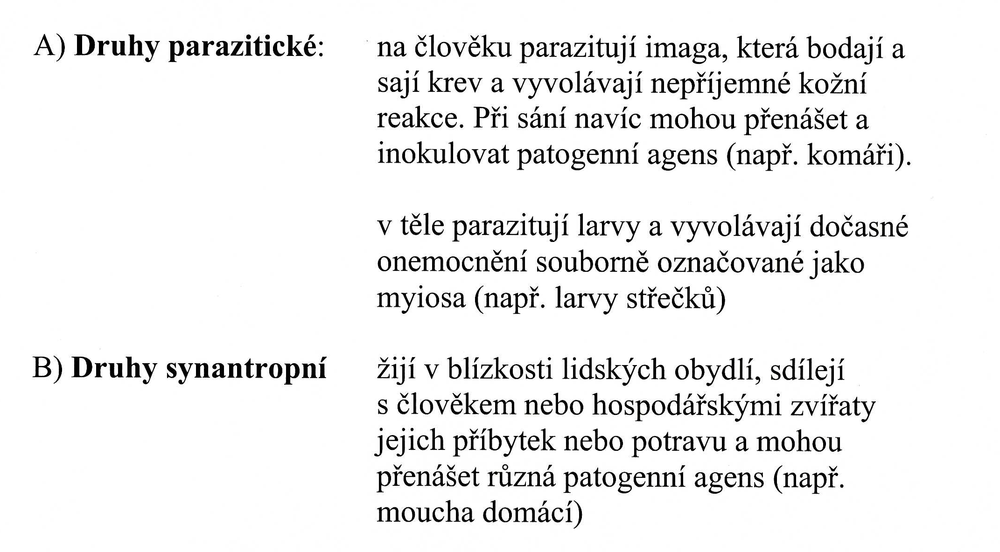 A) Druhy parazitické: na člověku parazitují imaga, která bodají a
sají krev a vyvolávají nepříjemné kožní
reakce. Při sání navíc mohou přenášet a
inokulovat patogenní agens (např. komáři).
v těle parazitují larvy a vyvolávají dočasné
onemocnění souborně označované jako
myiosa (např. larvy střečků)
B) Druhy synantropní žijí v blízkosti lidských obydlí, sdílejí
s člověkem nebo hospodářskými zvířaty
jejich příbytek nebo potravu a mohou
přenášet různá patogenní agens (např.
moucha domácí)